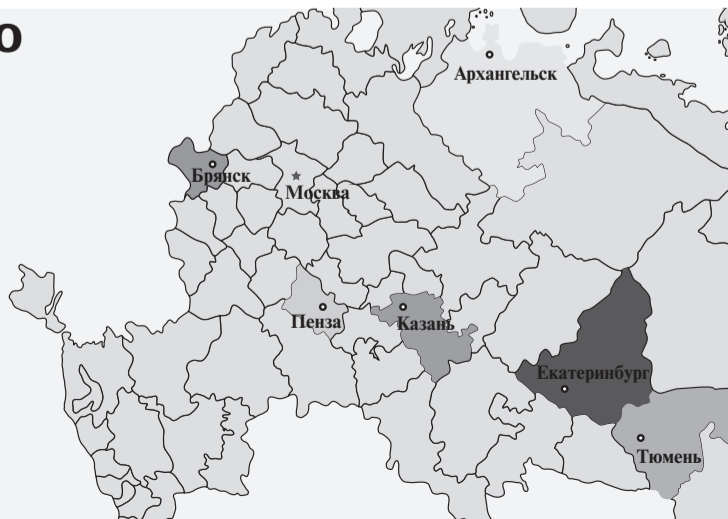 о
Архангельск
Брянск
Москва
Пенза
Казань
Екатеринбург
Тюмень